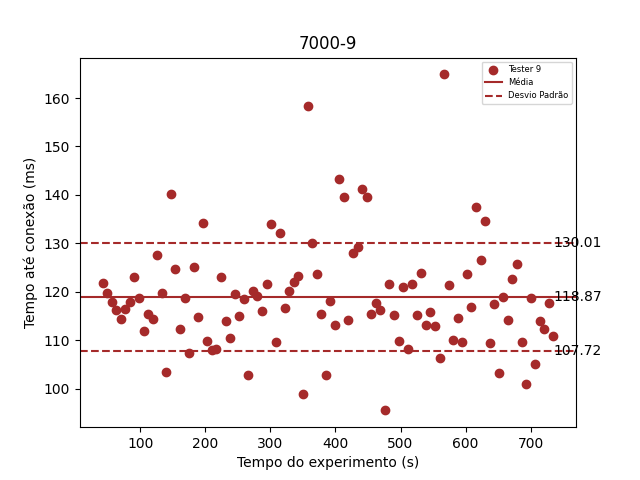 7000-9
Tester 9
Média
Desvio Padrão
160
150
140
130
120
110
100
130.01
118.87
107.72
Tempo até conexão (ms)
100 200 300 400 500 600 700
Tempo do experimento (s)